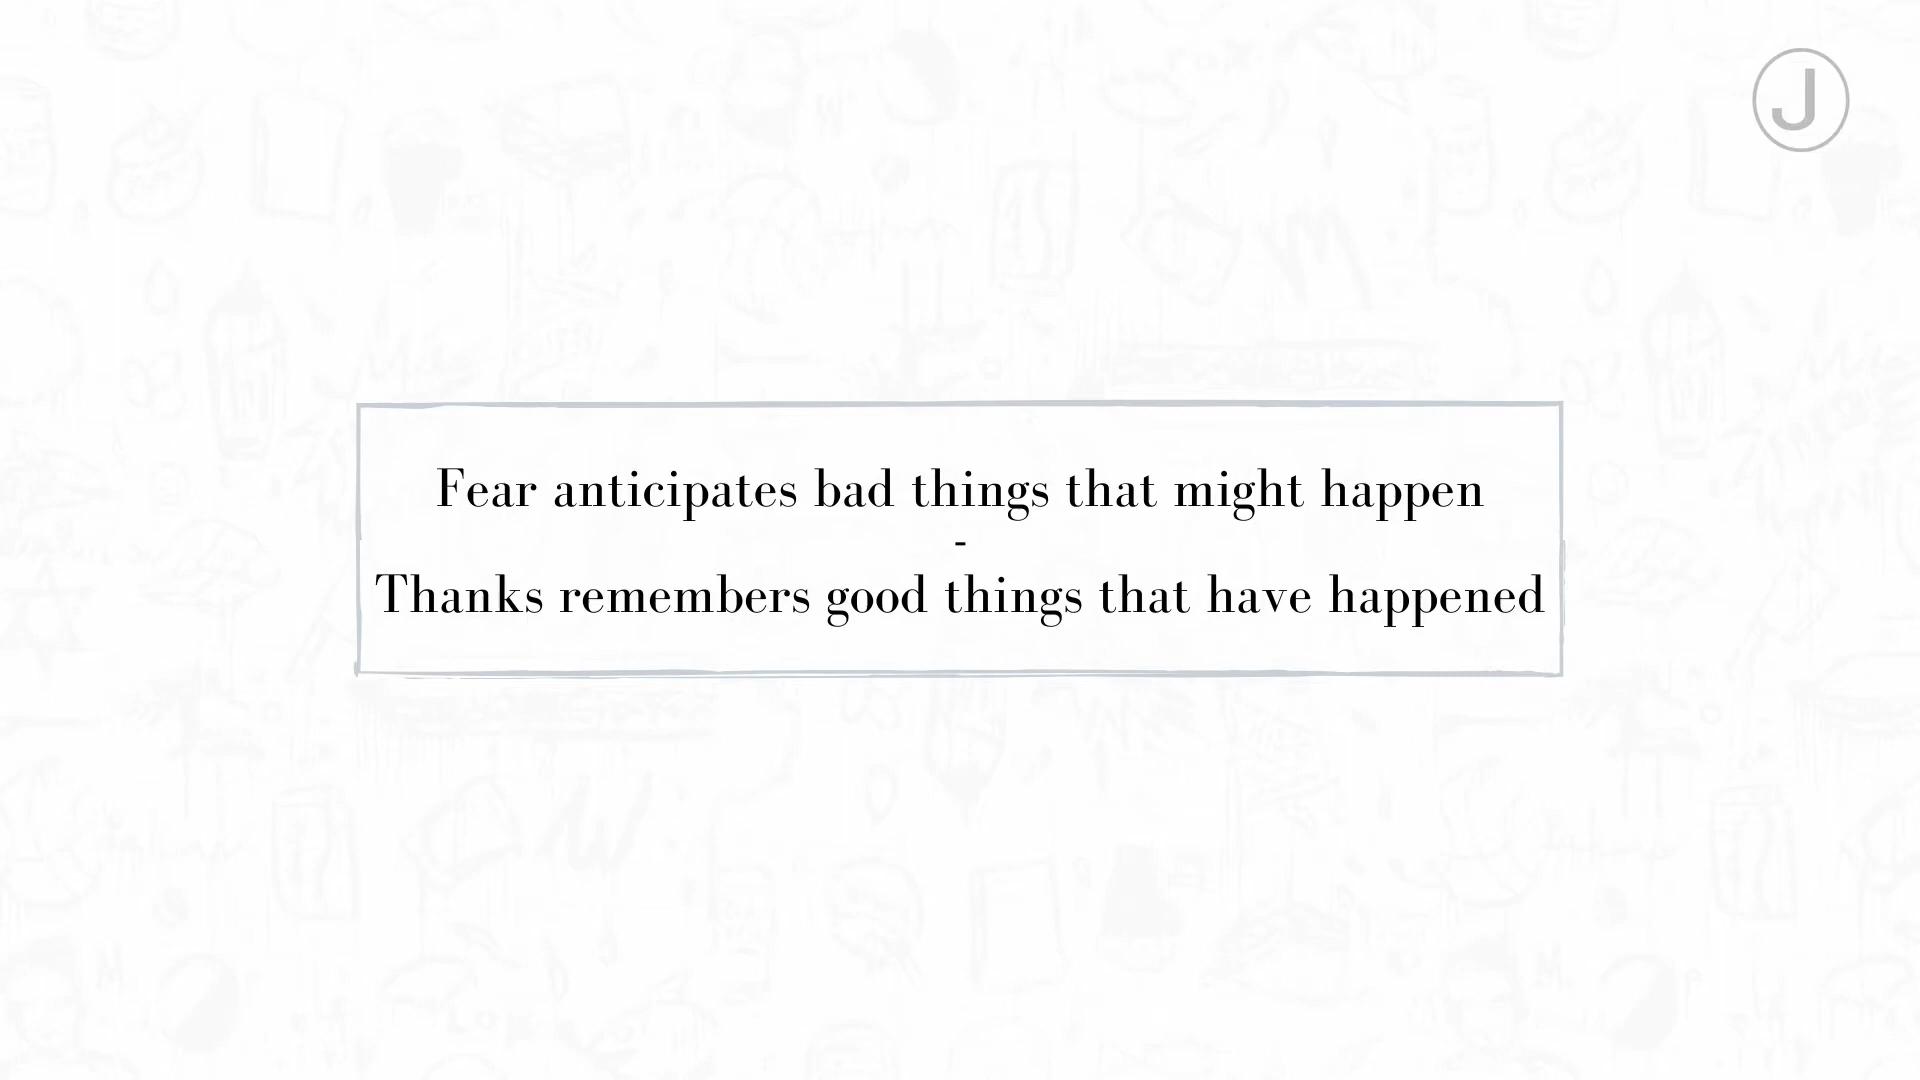 J
Fear anticipates bad things that might happen
-
Thanks remembers good things that have happened